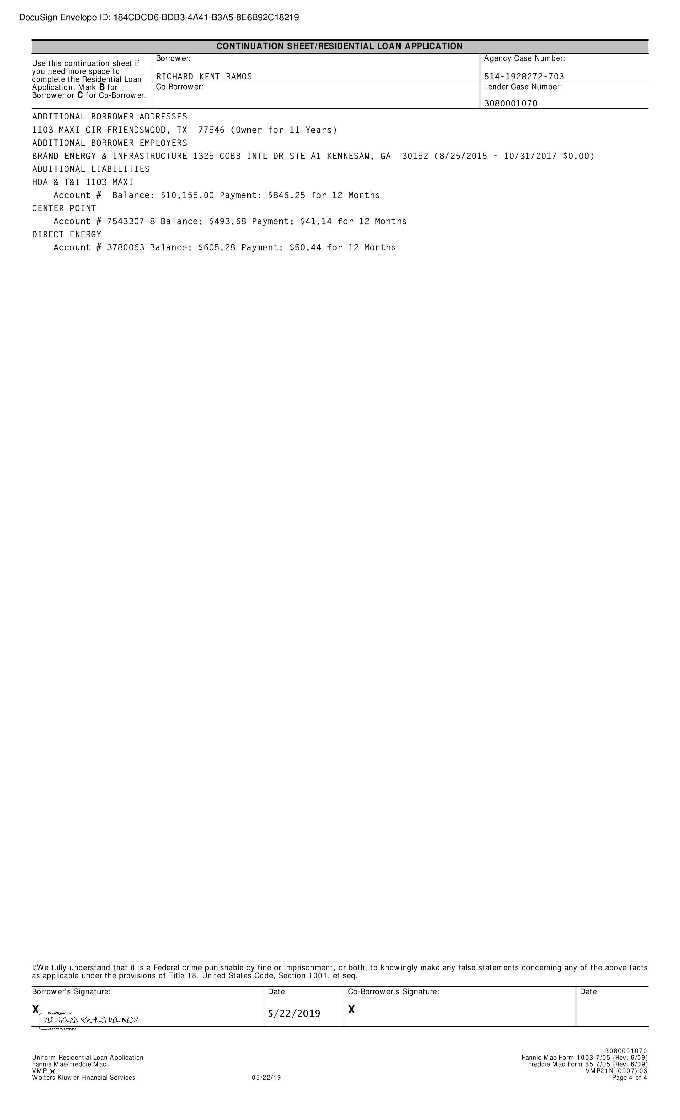 DocuSign Envelope ID: 184CDCD6-BDB3-4A41-B3A5-8E6B92C18219
CONTINUATION SHEET/RESIDENTIAL LOAN APPLICATION
Use this continuation sheet if
you need more space to
complete the Residential Loan
Application. Mark B for
Borrower or C for Co-Borrower.
Borrower:
RICHARD KENT RAMOS
Co-Borrower:
Agency Case Number:
514-1928272-703
Lender Case Number:
3080001070
ADDITIONAL BORROWER ADDRESSES
1103 MAXI CIR FRIENDSWOOD, TX 77546 (Owner for 11 Years)
ADDITIONAL BORROWER EMPLOYERS
BRAND ENERGY & INFRASTRUCTURE 1325 COBB INTL DR STE A1 KENNESAW, GA 30152 (8/25/2015 - 10/31/2017 $0.00)
ADDITIONAL LIABILITIES
HOA & T&I 1103 MAXI
Account # Balance: Payment: $846.25 for 12 Months
CENTER POINT
Account # 7543307 8 Balance: $493.68 Payment: $41.14 for 12 Months
DIRECT ENERGY
Account # 3780063 Balance: $605.28 Payment: $50.44 for 12 Months
I/We fully understand that it is a Federal crime punishable by fine or imprisonment, or both, to knowingly make any false statements concerning any of the above facts
as applicable under the provisions of Title 18, United States Code, Section 1001, et seq.
Borrower's Signature:
X
Date
5/22/2019
Co-Borrower's Signature:
X
Date
Uniform Residential Loan Application
Fannie Mae/Freddie Mac
VMP ®
Wolters Kluwer Financial Services
05/22/19
3080001070
Fannie Mae Form 1003 7/05 (Rev. 6/09)
Freddie Mac Form 65 7/05 (Rev. 6/09)
VMP21N (0907).06
Page 4 of 4